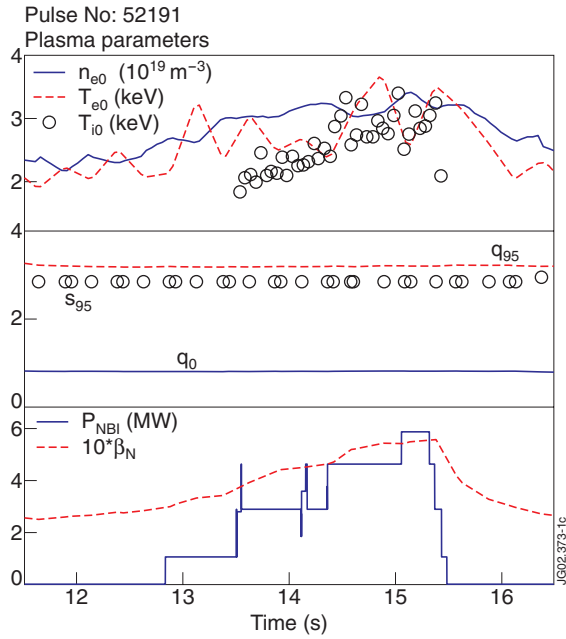 Pulse No: 52191
Plasma parameters
4
n_e0 (10^19 m^-3)
T_e0 (keV)
3
T_i0 (keV)
2
4
q_95
s_95
2
q_0
0
P_NBI (MW)
6
10*β_N
4
2
0
12 13 14 15 16
Time (s)
JG02.373-1c